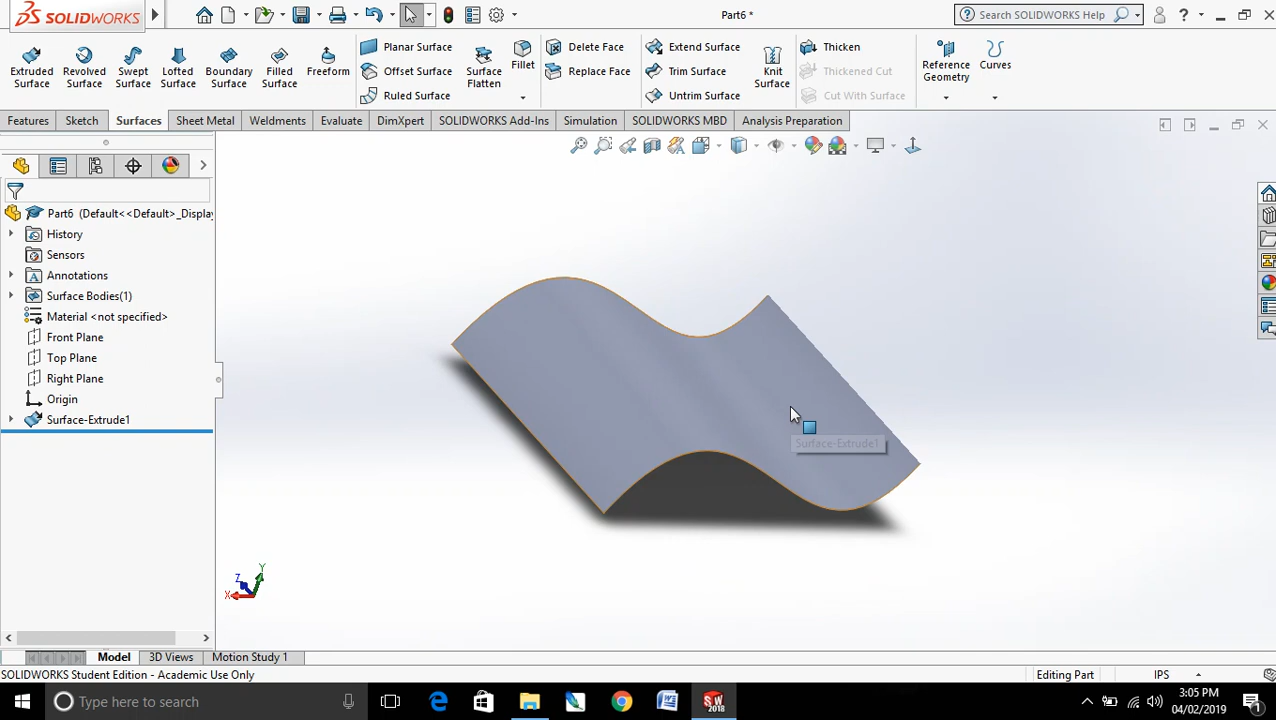 SOLIDWORKS
Part6 *
Search SOLIDWORKS Help
?
Extruded Surface
Revolved Surface
Swept Surface
Lofted Surface
Boundary Surface
Filled Surface
Freeform
Planar Surface
Offset Surface
Ruled Surface
Surface Flatten
Fillet
Delete Face
Replace Face
Extend Surface
Trim Surface
Untrim Surface
Knit Surface
Thicken
Thickened Cut
Cut With Surface
Reference Geometry
Curves
Features
Sketch
Surfaces
Sheet Metal
Weldments
Evaluate
DimXpert
SOLIDWORKS Add-Ins
Simulation
SOLIDWORKS MBD
Analysis Preparation
Part6 (Default<<Default>_Displa
History
Sensors
Annotations
Surface Bodies(1)
Material <not specified>
Front Plane
Top Plane
Right Plane
Origin
Surface-Extrude1
Surface-Extrude1
Z
Y
X
Model
3D Views
Motion Study 1
SOLIDWORKS Student Edition - Academic Use Only
Editing Part
IPS
Type here to search
SW
2018
3:05 PM
04/02/2019
1